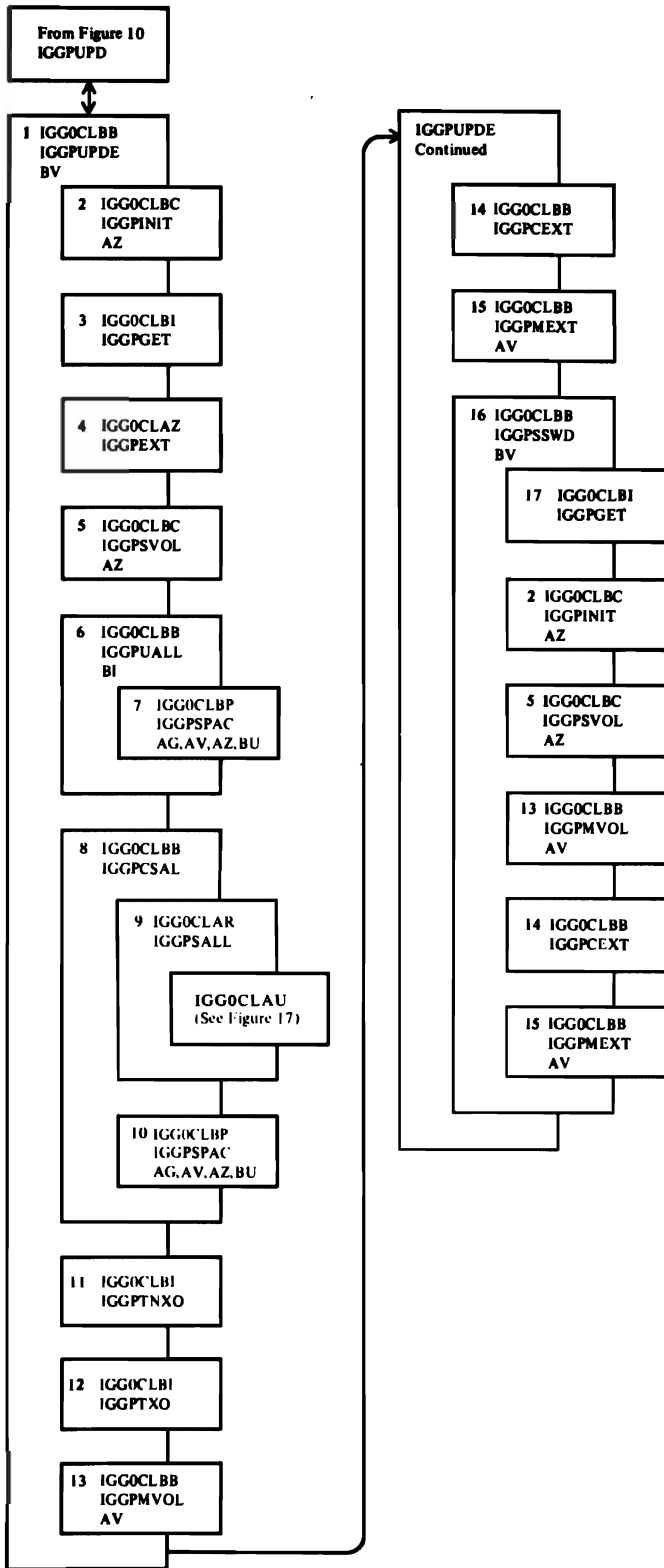 From Figure 10
IGGPUPD
1 IGG0CLBB
IGGPUPDE
BV
2 IGG0CLBC
IGGPINIT
AZ
3 IGG0CLBI
IGGPGET
4 IGG0CLAZ
IGGPEXT
5 IGG0CLBC
IGGPSVOL
AZ
6 IGG0CLBB
IGGPUALL
BI
7 IGG0CLBP
IGGPSPAC
AG,AV,AZ,BU
8 IGG0CLBB
IGGPCSAL
9 IGG0CLAR
IGGPSALL
IGG0CLAU
(See Figure 17)
10 IGG0CLBP
IGGPSPAC
AG,AV,AZ,BU
11 IGG0CLBI
IGGPTNXO
12 IGG0CLBI
IGGPTXO
13 IGG0CLBB
IGGPMVOL
AV
IGGPUPDE
Continued
14 IGG0CLBB
IGGPCEXT
15 IGG0CLBB
IGGPMEXT
AV
16 IGG0CLBB
IGGPSSWD
BV
17 IGG0CLBI
IGGPGET
2 IGG0CLBC
IGGPINIT
AZ
5 IGG0CLBC
IGGPSVOL
AZ
13 IGG0CLBB
IGGPMVOL
AV
14 IGG0CLBB
IGGPCEXT
15 IGG0CLBB
IGGPMEXT
AV